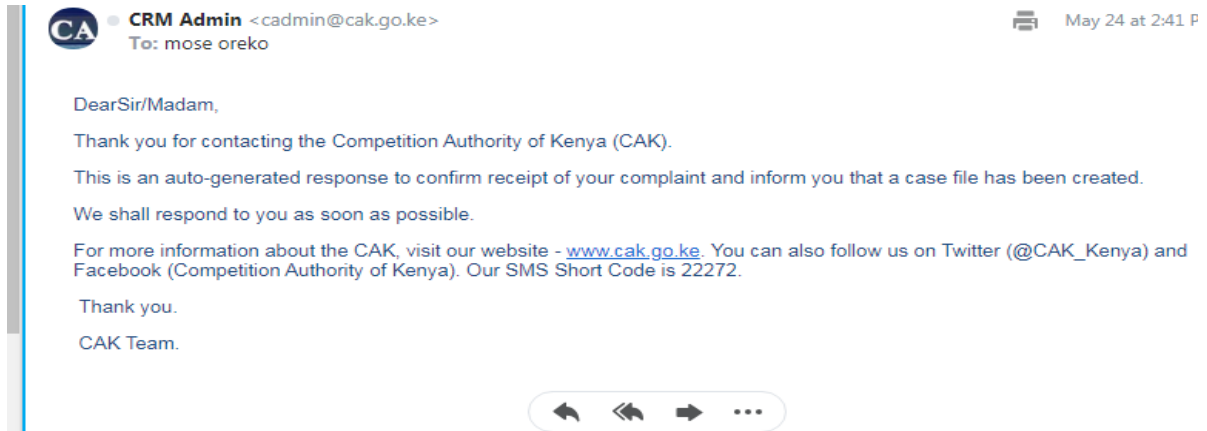 CA
CRM Admin <cadmin@cak.go.ke>
May 24 at 2:41 P
To: mose oreko
DearSir/Madam,
Thank you for contacting the Competition Authority of Kenya (CAK).
This is an auto-generated response to confirm receipt of your complaint and inform you that a case file has been created.
We shall respond to you as soon as possible.
For more information about the CAK, visit our website - www.cak.go.ke. You can also follow us on Twitter (@CAK_Kenya) and
Facebook (Competition Authority of Kenya). Our SMS Short Code is 22272.
Thank you.
CAK Team.